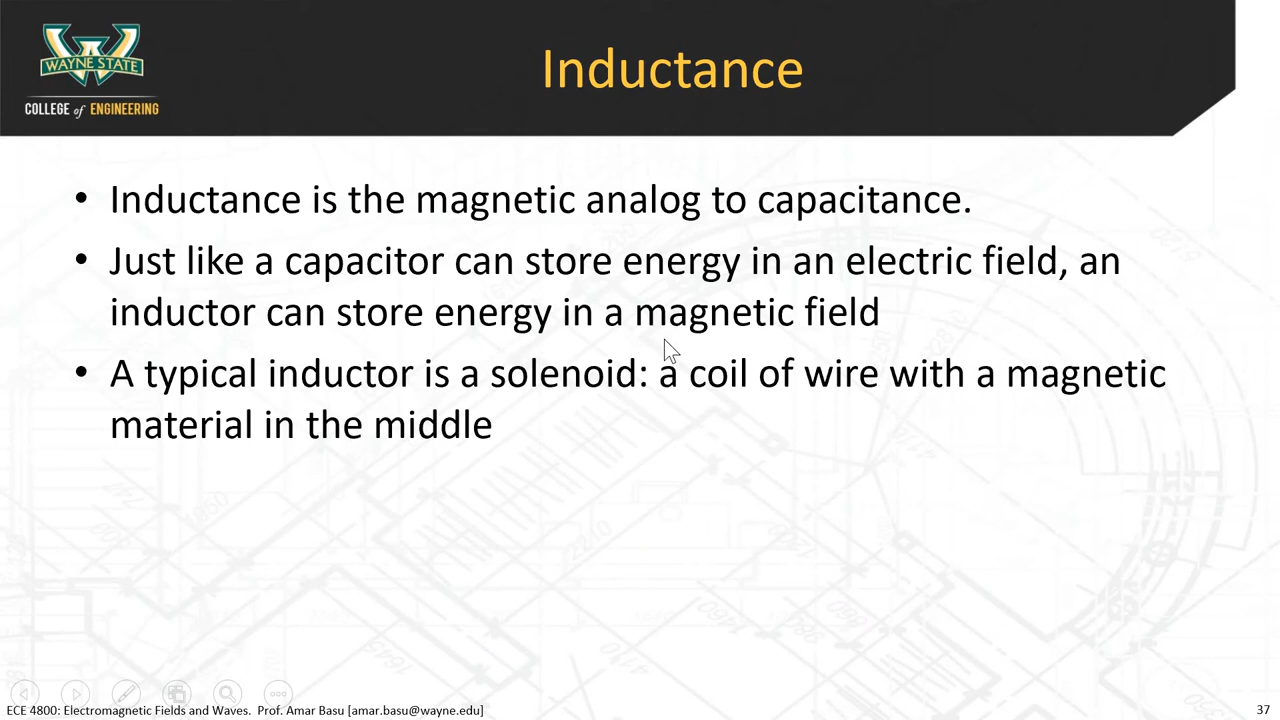 WAYNE STATE
COLLEGE of ENGINEERING
Inductance
• Inductance is the magnetic analog to capacitance.
• Just like a capacitor can store energy in an electric field, an
inductor can store energy in a magnetic field
• A typical inductor is a solenoid: a coil of wire with a magnetic
material in the middle
ECE 4800: Electromagnetic Fields and Waves. Prof. Amar Basu [amar.basu@wayne.edu]
37